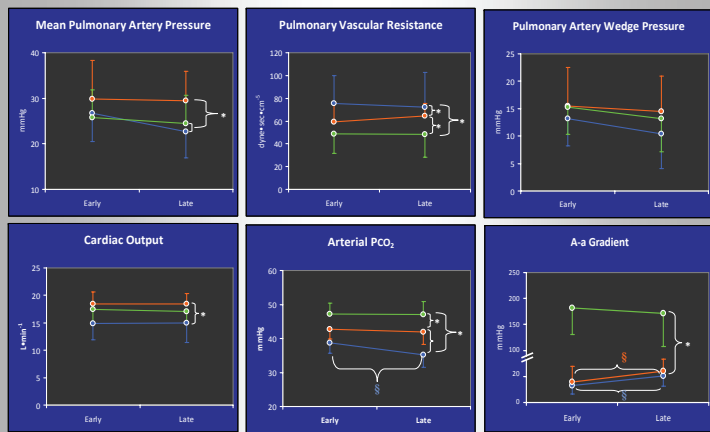 Mean Pulmonary Artery Pressure
mmHg
40
30
20
10
*
Early
Late
Pulmonary Vascular Resistance
dyne•sec•cm⁻⁵
120
100
80
60
40
20
0
*
*
*
Early
Late
Pulmonary Artery Wedge Pressure
mmHg
25
20
15
10
5
0
Early
Late
Cardiac Output
L•min⁻¹
25
20
15
10
5
0
*
Early
Late
Arterial PCO₂
mmHg
60
50
40
30
20
*
*
§
Early
Late
A-a Gradient
mmHg
250
200
150
100
20
0
§
*
§
Early
Late